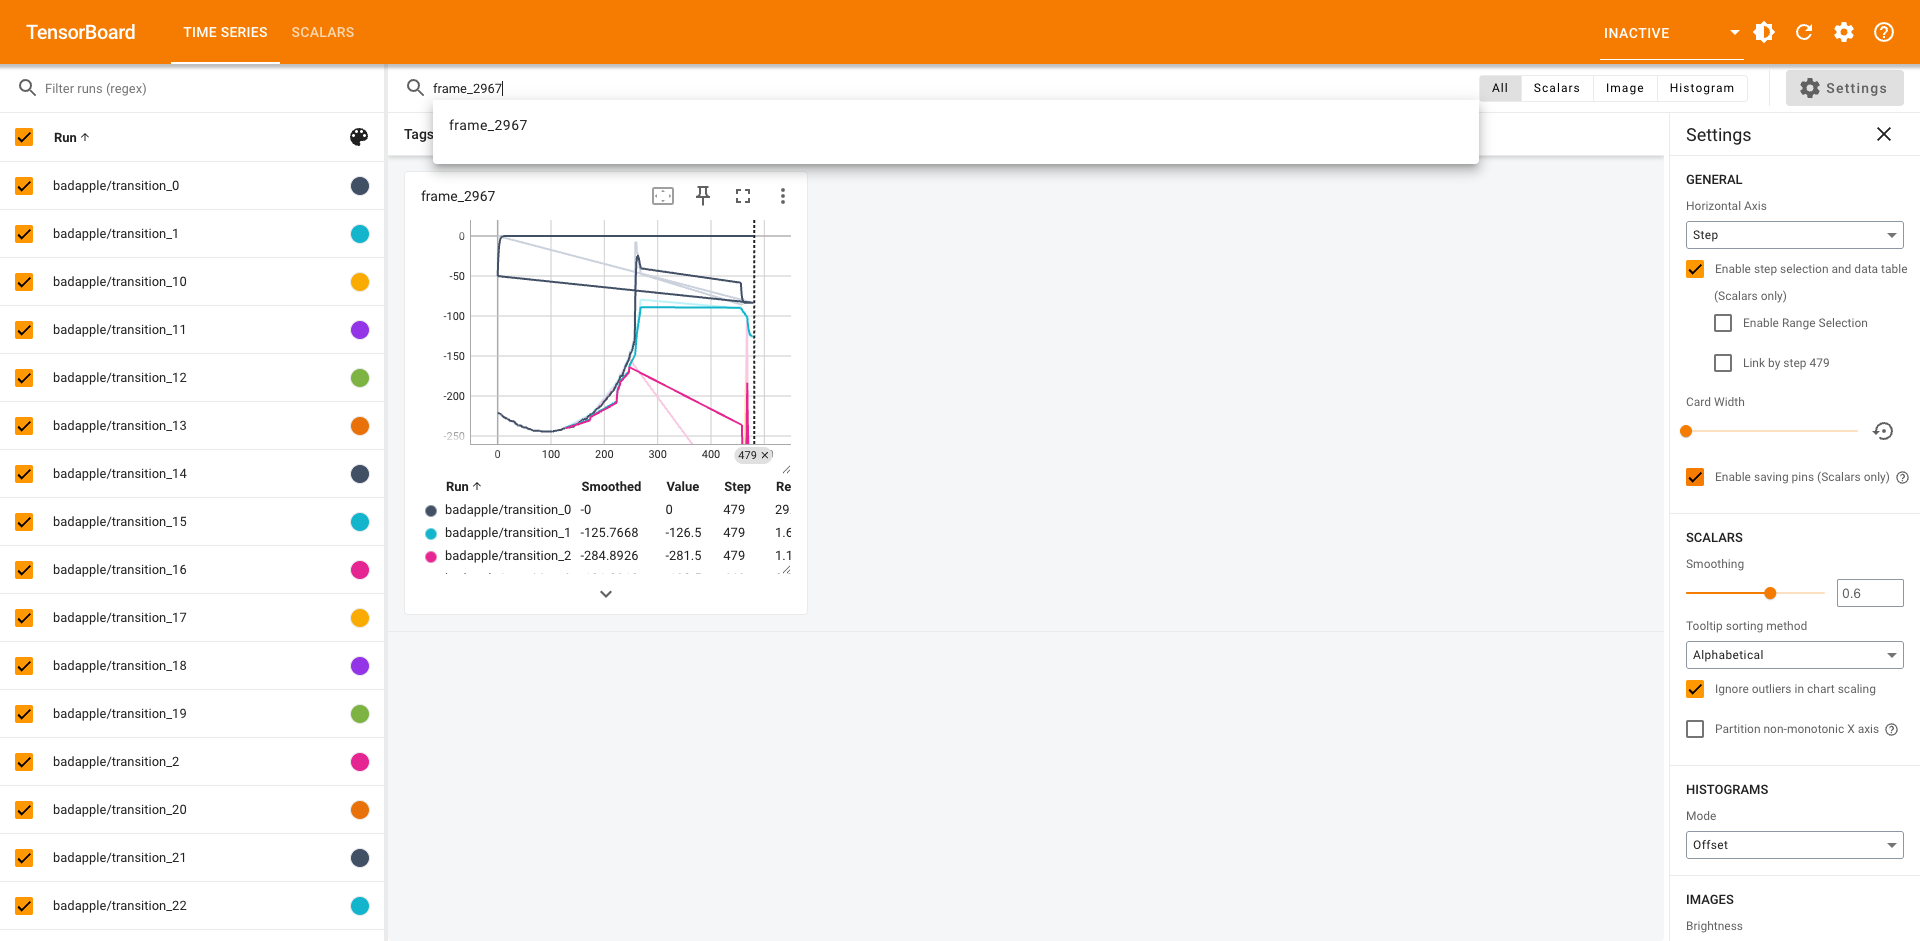 TensorBoard
TIME SERIES
SCALARS
INACTIVE
Filter runs (regex)
frame_2967
All
Scalars
Image
Histogram
Settings
frame_2967
Tags
Run
badapple/transition_0
badapple/transition_1
badapple/transition_10
badapple/transition_11
badapple/transition_12
badapple/transition_13
badapple/transition_14
badapple/transition_15
badapple/transition_16
badapple/transition_17
badapple/transition_18
badapple/transition_19
badapple/transition_2
badapple/transition_20
badapple/transition_21
badapple/transition_22
frame_2967
0
-50
-100
-150
-200
-250
0 100 200 300 400 479
Run Smoothed Value Step Re
badapple/transition_0 -0 0 479 29.
badapple/transition_1 -125.7668 -126.5 479 1.6
badapple/transition_2 -284.8926 -281.5 479 1.1
Settings
GENERAL
Horizontal Axis
Step
Enable step selection and data table
(Scalars only)
Enable Range Selection
Link by step 479
Card Width
Enable saving pins (Scalars only)
SCALARS
Smoothing
0.6
Tooltip sorting method
Alphabetical
Ignore outliers in chart scaling
Partition non-monotonic X axis
HISTOGRAMS
Mode
Offset
IMAGES
Brightness